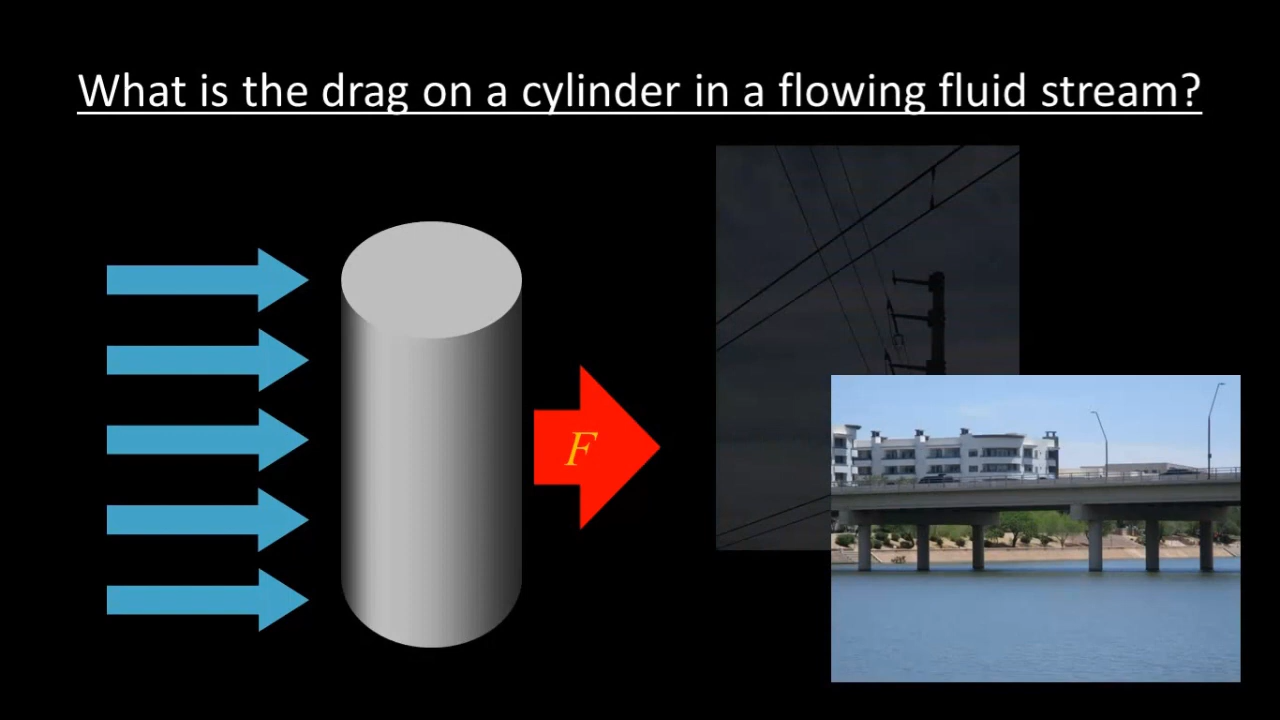 What is the drag on a cylinder in a flowing fluid stream?
F